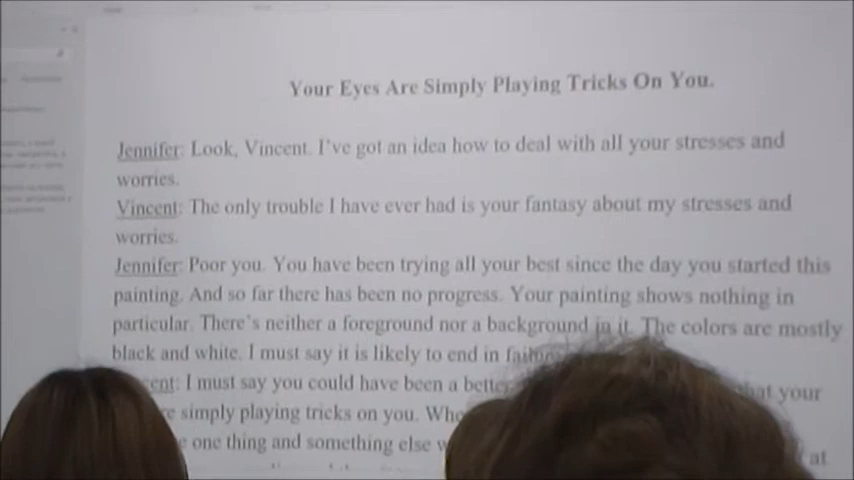 Your Eyes Are Simply Playing Tricks On You.
Jennifer: Look, Vincent. I've got an idea how to deal with all your stresses and
worries.
Vincent: The only trouble I have ever had is your fantasy about my stresses and
worries.
Jennifer: Poor you. You have been trying all your best since the day you started this
painting. And so far there has been no progress. Your painting shows nothing in
particular. There's neither a foreground nor a background in it. The colors are mostly
black and white. I must say it is likely to end in
cent: I must say you could have been a better that your
simply playing tricks on you.
one thing and something else
at